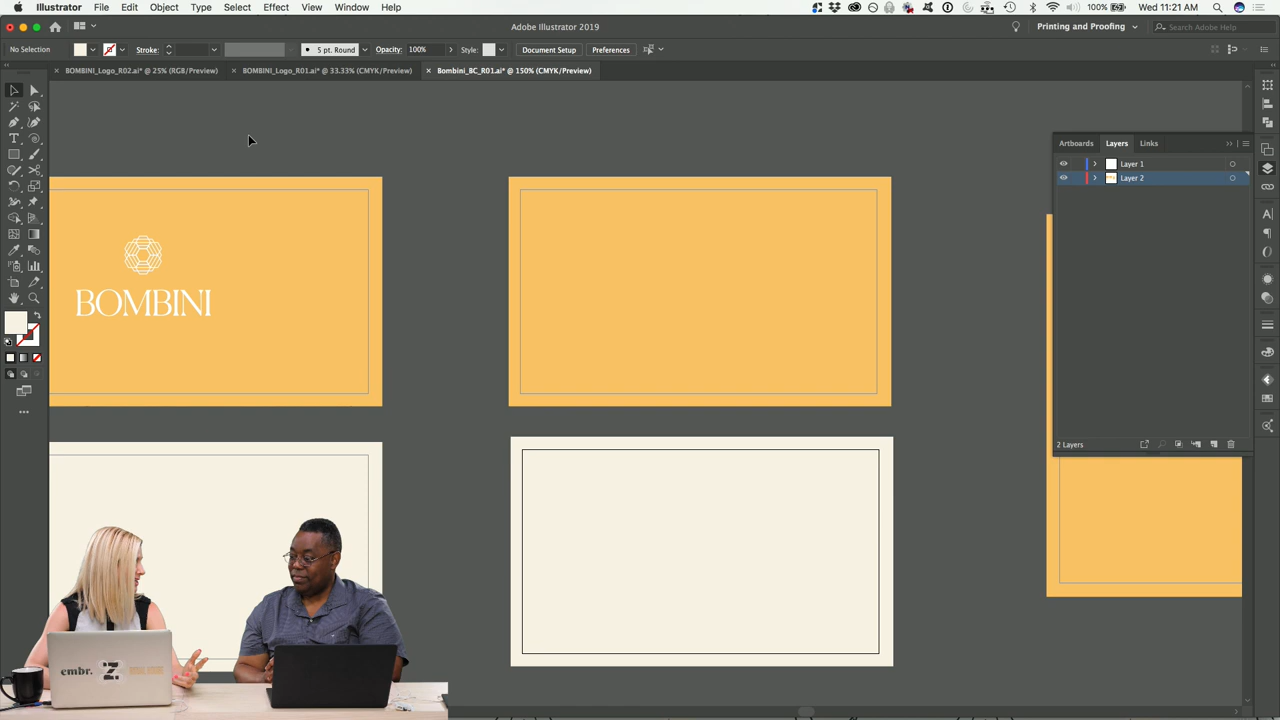 Illustrator File Edit Object Type Select Effect View Window Help
100% Wed 11:21 AM
Adobe Illustrator 2019
Printing and Proofing
Search Adobe Help
No Selection Stroke: 5 pt. Round Opacity: 100% Style: Document Setup Preferences
BOMBINI_Logo_R02.ai* @ 25% (RGB/Preview) BOMBINI_Logo_R01.ai* @ 33.33% (CMYK/Preview) Bombini_BC_R01.ai* @ 150% (CMYK/Preview)
Artboards Layers Links
Layer 1
Layer 2
BOMBINI
2 Layers
embr.